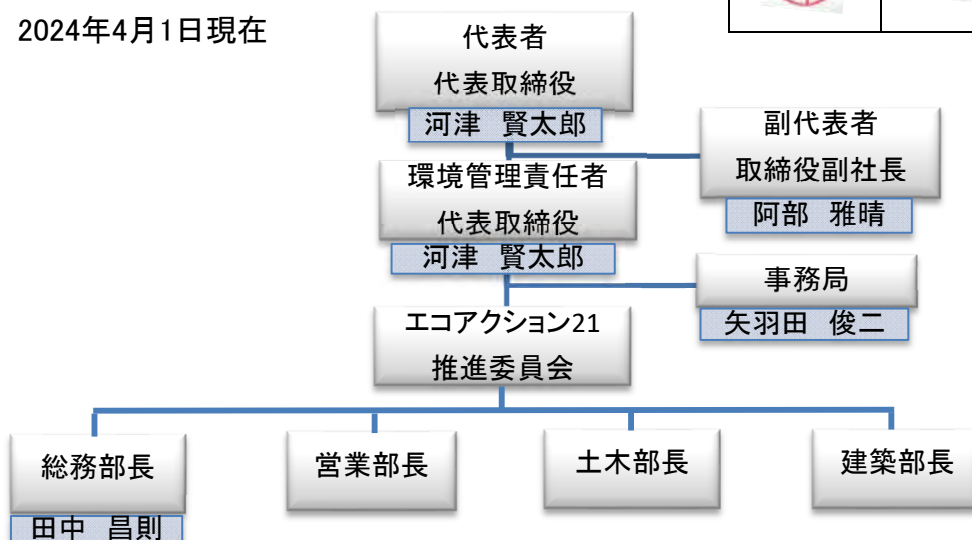 2024年4月1日現在
代表者
代表取締役
河津 賢太郎
副代表者
取締役副社長
阿部 雅晴
環境管理責任者
代表取締役
河津 賢太郎
事務局
矢羽田 俊二
エコアクション21
推進委員会
総務部長
営業部長
土木部長
建築部長
田中 昌則